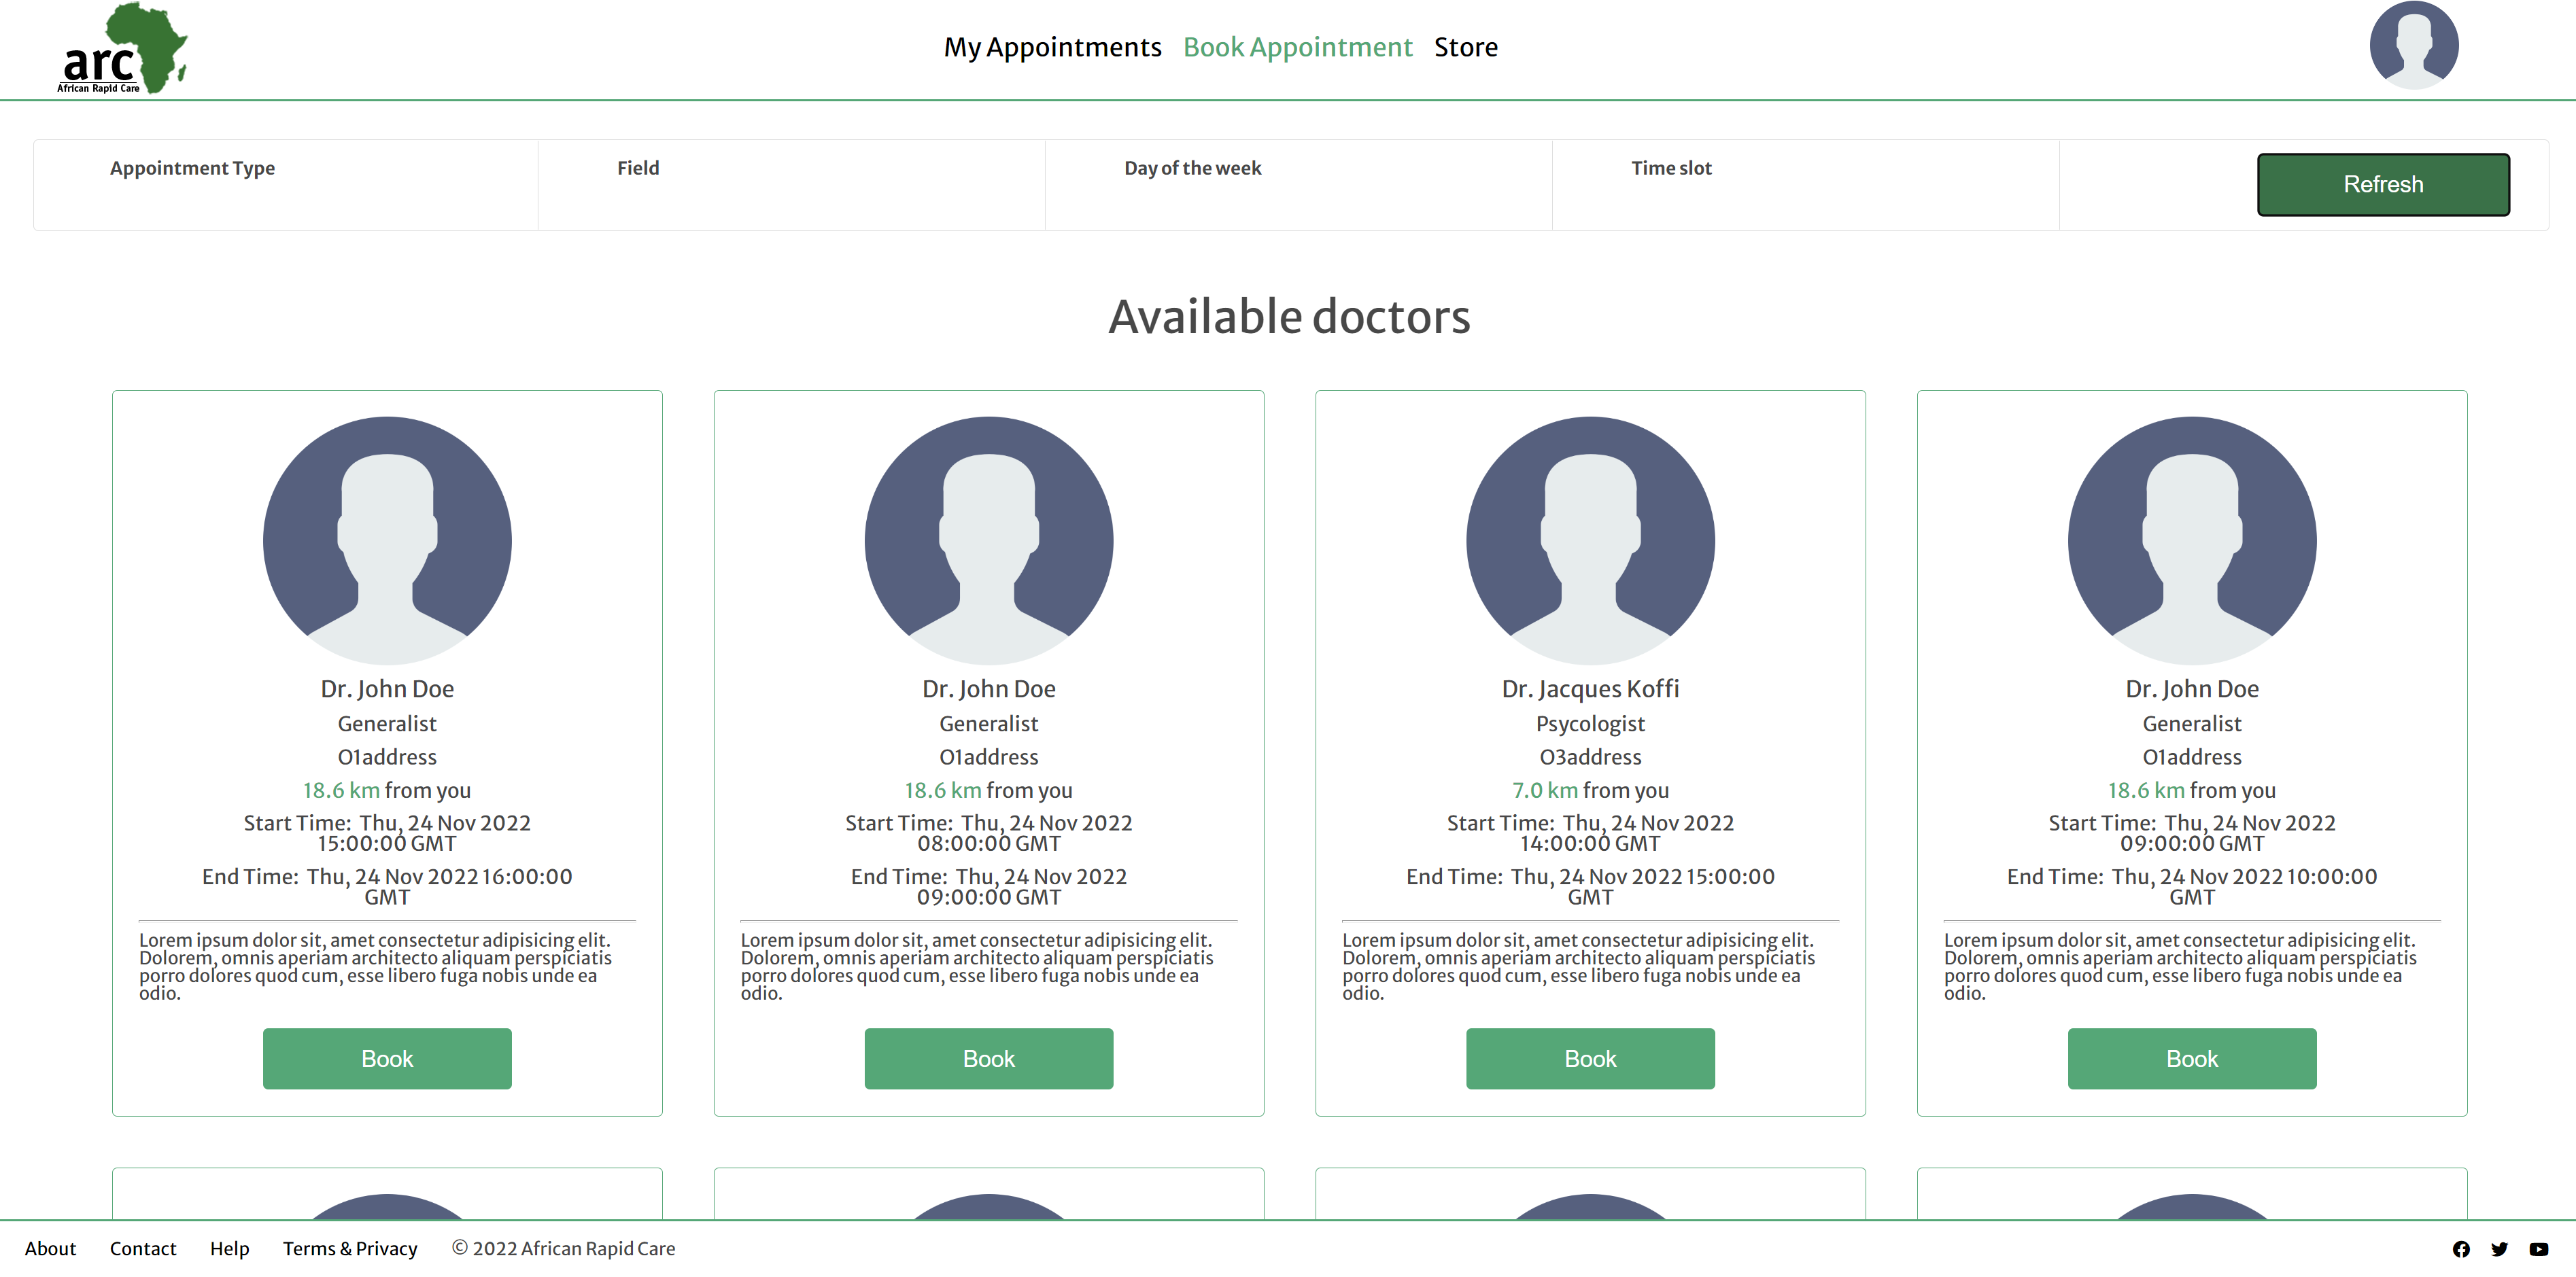 arc
African Rapid Care
My Appointments Book Appointment Store
Appointment Type Field Day of the week Time slot Refresh
Available doctors
Dr. John Doe
Generalist
O1address
18.6 km from you
Start Time: Thu, 24 Nov 2022
15:00:00 GMT
End Time: Thu, 24 Nov 2022 16:00:00
GMT
Lorem ipsum dolor sit, amet consectetur adipisicing elit.
Dolorem, omnis aperiam architecto aliquam perspiciatis
porro dolores quod cum, esse libero fuga nobis unde ea
odio.
Book
Dr. John Doe
Generalist
O1address
18.6 km from you
Start Time: Thu, 24 Nov 2022
08:00:00 GMT
End Time: Thu, 24 Nov 2022
09:00:00 GMT
Lorem ipsum dolor sit, amet consectetur adipisicing elit.
Dolorem, omnis aperiam architecto aliquam perspiciatis
porro dolores quod cum, esse libero fuga nobis unde ea
odio.
Book
Dr. Jacques Koffi
Psycologist
O3address
7.0 km from you
Start Time: Thu, 24 Nov 2022
14:00:00 GMT
End Time: Thu, 24 Nov 2022 15:00:00
GMT
Lorem ipsum dolor sit, amet consectetur adipisicing elit.
Dolorem, omnis aperiam architecto aliquam perspiciatis
porro dolores quod cum, esse libero fuga nobis unde ea
odio.
Book
Dr. John Doe
Generalist
O1address
18.6 km from you
Start Time: Thu, 24 Nov 2022
09:00:00 GMT
End Time: Thu, 24 Nov 2022 10:00:00
GMT
Lorem ipsum dolor sit, amet consectetur adipisicing elit.
Dolorem, omnis aperiam architecto aliquam perspiciatis
porro dolores quod cum, esse libero fuga nobis unde ea
odio.
Book
About Contact Help Terms & Privacy © 2022 African Rapid Care